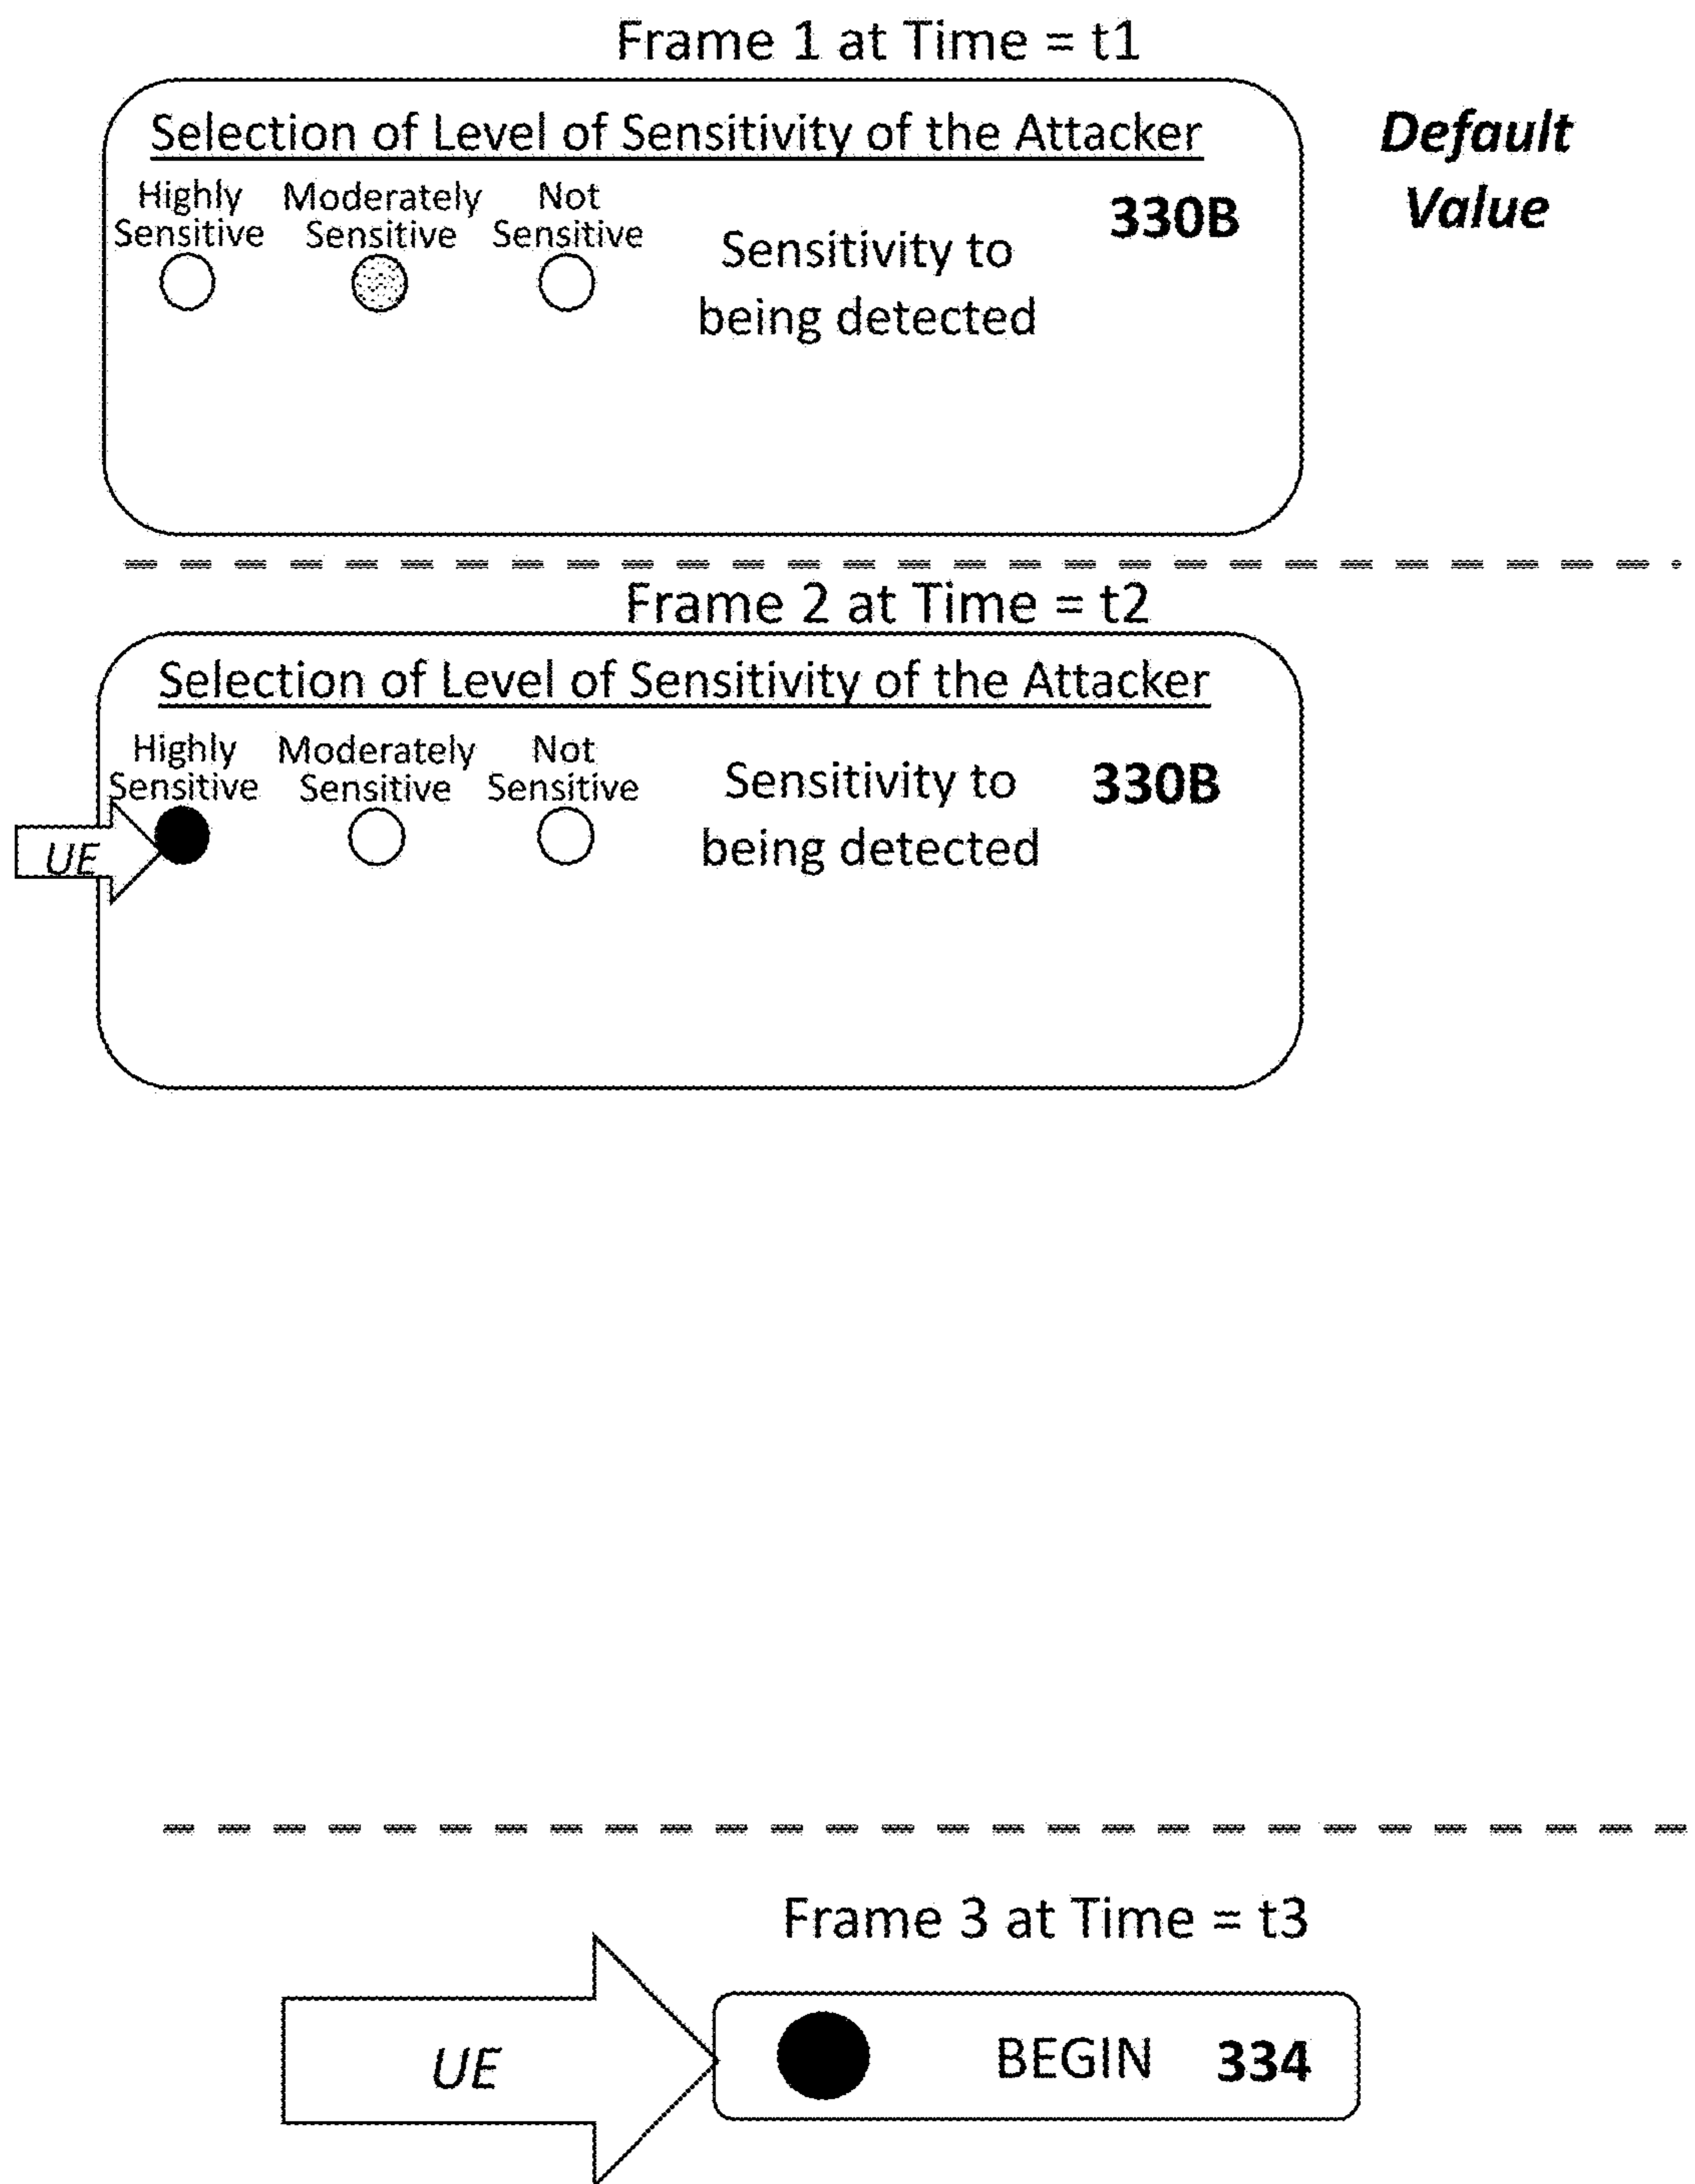 Frame 1 at Time = t1
Selection of Level of Sensitivity of the Attacker
Default
Value
Highly Moderately Not
Sensitive Sensitive Sensitive
330B
Sensitivity to
being detected
Frame 2 at Time = t2
Selection of Level of Sensitivity of the Attacker
Highly Moderately Not
Sensitive Sensitive Sensitive
Sensitivity to
being detected
330B
UE
Frame 3 at Time = t3
UE
BEGIN 334